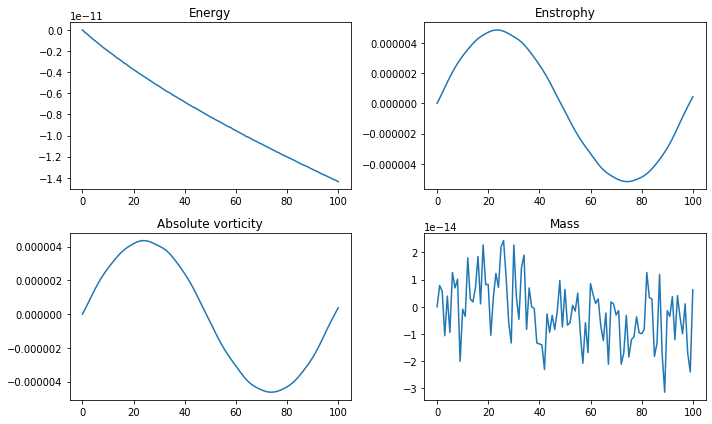 Energy
1e−11
0.0
−0.2
−0.4
−0.6
−0.8
−1.0
−1.2
−1.4
0 20 40 60 80 100
Enstrophy
0.000004
0.000002
0.000000
−0.000002
−0.000004
0 20 40 60 80 100
Absolute vorticity
0.000004
0.000002
0.000000
−0.000002
−0.000004
0 20 40 60 80 100
Mass
1e−14
2
1
0
−1
−2
−3
0 20 40 60 80 100